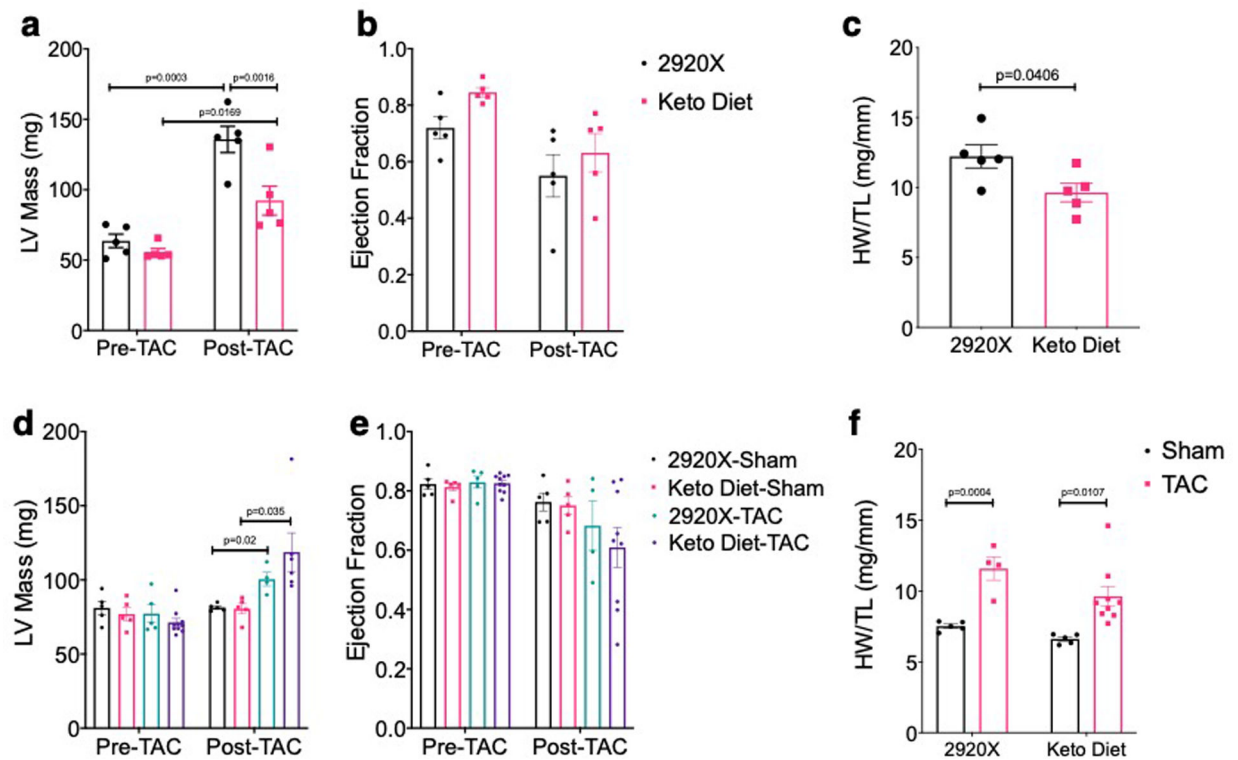 a
200
150
100
50
0
LV Mass (mg)
p=0.0003
p=0.0016
p=0.0169
Pre-TAC
Post-TAC
b
1.0
0.8
0.6
0.4
0.2
0.0
Ejection Fraction
Pre-TAC
Post-TAC
2920X
Keto Diet
c
20
15
10
5
0
HW/TL (mg/mm)
p=0.0406
2920X
Keto Diet
d
200
150
100
50
0
LV Mass (mg)
p=0.035
p=0.02
Pre-TAC
Post-TAC
e
1.0
0.8
0.6
0.4
0.2
0.0
Ejection Fraction
Pre-TAC
Post-TAC
2920X-Sham
Keto Diet-Sham
2920X-TAC
Keto Diet-TAC
f
20
15
10
5
0
HW/TL (mg/mm)
p=0.0004
p=0.0107
2920X
Keto Diet
Sham
TAC